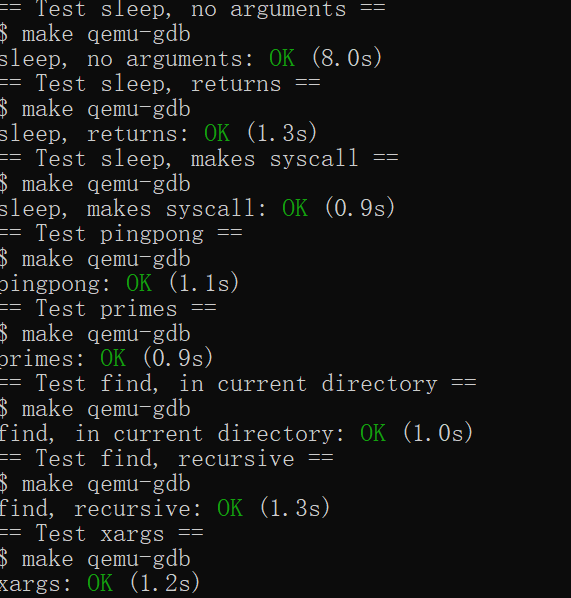 == Test sleep, no arguments ==
$ make qemu-gdb
sleep, no arguments: OK (8.0s)
== Test sleep, returns ==
$ make qemu-gdb
sleep, returns: OK (1.3s)
== Test sleep, makes syscall ==
$ make qemu-gdb
sleep, makes syscall: OK (0.9s)
== Test pingpong ==
$ make qemu-gdb
pingpong: OK (1.1s)
== Test primes ==
$ make qemu-gdb
primes: OK (0.9s)
== Test find, in current directory ==
$ make qemu-gdb
find, in current directory: OK (1.0s)
== Test find, recursive ==
$ make qemu-gdb
find, recursive: OK (1.3s)
== Test xargs ==
$ make qemu-gdb
xargs: OK (1.2s)